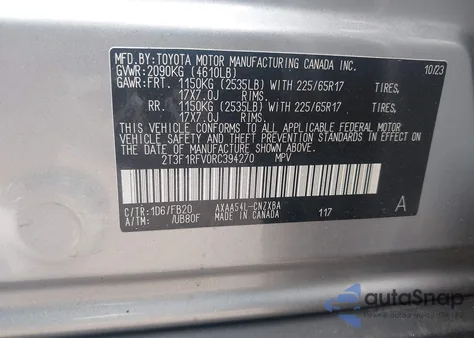 MFD.BY: TOYOTA MOTOR MANUFACTURING CANADA INC. 10/23
GVWR: 2090KG (4610LB)
GAWR: FRT. 1150KG (2535LB) WITH 225/65R17 TIRES,
17X7.0J RIMS,
RR. 1150KG (2535LB) WITH 225/65R17 TIRES,
17X7.0J RIMS,
THIS VEHICLE CONFORMS TO ALL APPLICABLE FEDERAL MOTOR
VEHICLE SAFETY AND THEFT PREVENTION STANDARDS IN EFFECT ON
THE DATE OF MANUFACTURE SHOWN ABOVE.
2T3F1RFV0RC394270 MPV
C/TR: 1D6/FB20 AXAA54L-CNZXBA A
/UB80F MADE IN CANADA 117
autoSnap